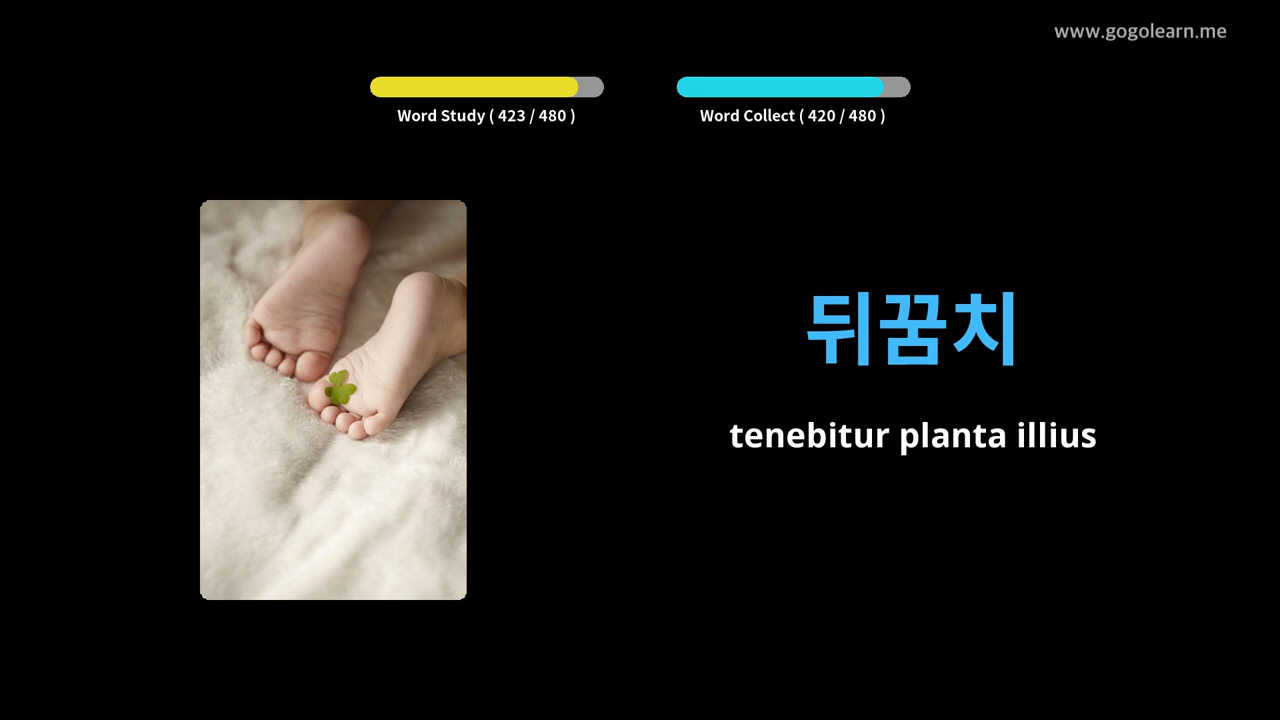 www.gogolearn.me
Word Study ( 423 / 480 )
Word Collect ( 420 / 480 )
뒤꿈치
tenebitur planta illius